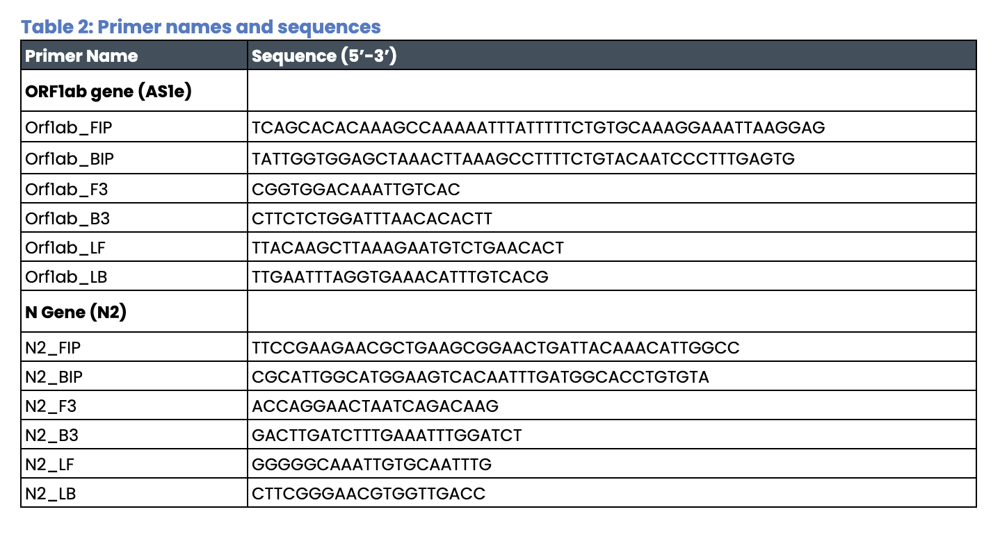 Table 2: Primer names and sequences
Primer Name Sequence (5’-3’)
ORF1ab gene (AS1e)
Orf1ab_FIP TCAGCACACAAAGCCAAAAATTTATTTTTCTGTGCAAAGGAAATTAAGGAG
Orf1ab_BIP TATTGGTGGAGCTAAACTTAAAGCCTTTTCTGTACAATCCCTTTGAGTG
Orf1ab_F3 CGGTGGACAAATTGTCAC
Orf1ab_B3 CTTCTCTGGATTTAACACACTT
Orf1ab_LF TTACAAGCTTAAAGAATGTCTGAACACT
Orf1ab_LB TTGAATTTAGGTGAAACATTTGTCACG
N Gene (N2)
N2_FIP TTCCGAAGAACGCTGAAGCGGAACTGATTACAAACATTGGCC
N2_BIP CGCATTGGCATGGAAGTCACAATTTGATGGCACCTGTGTA
N2_F3 ACCAGGAACTAATCAGACAAG
N2_B3 GACTTGATCTTTGAAATTTGGATCT
N2_LF GGGGGCAAATTGTGCAATTTG
N2_LB CTTCGGGAACGTGGTTGACC